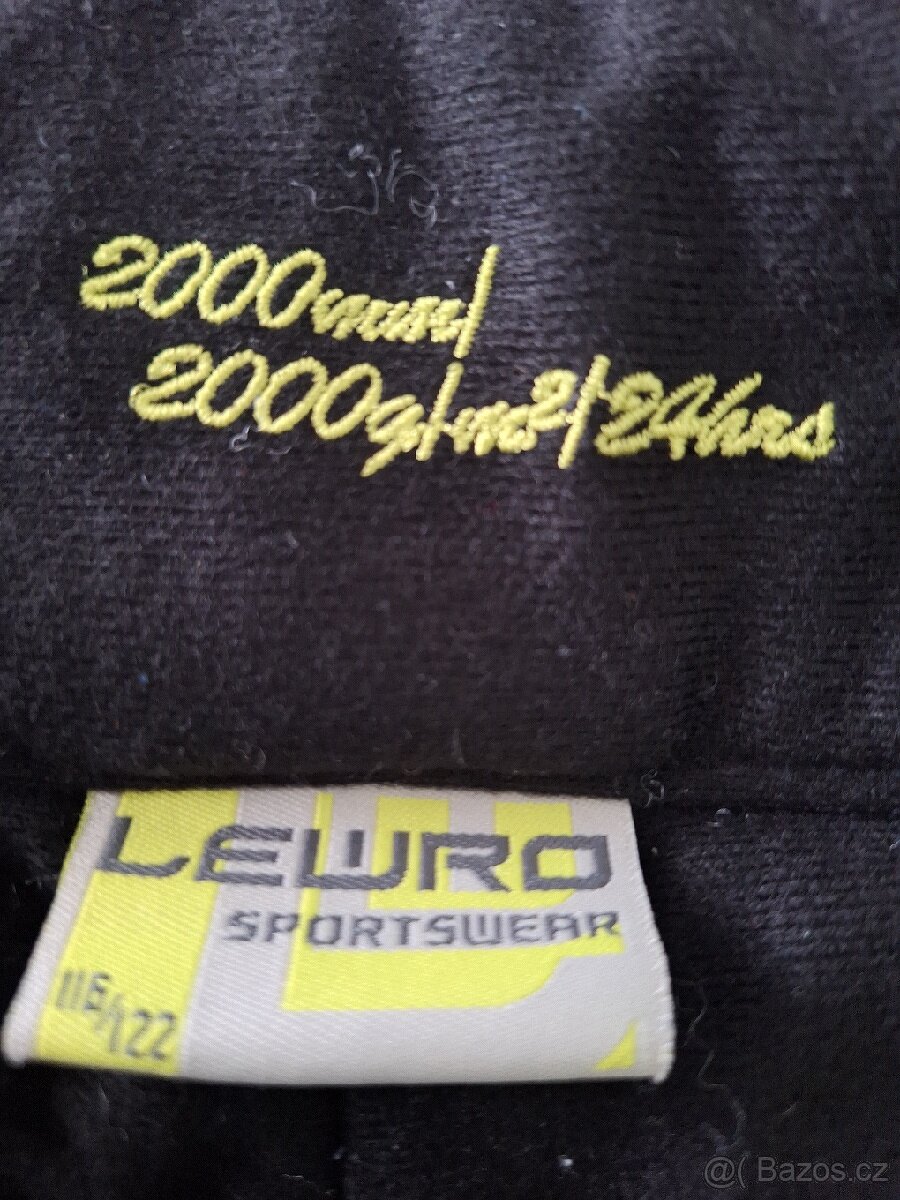 2000mm/
2000g/m²/24hrs
LEWRO
SPORTSWEAR
116/122
@( Bazos.cz